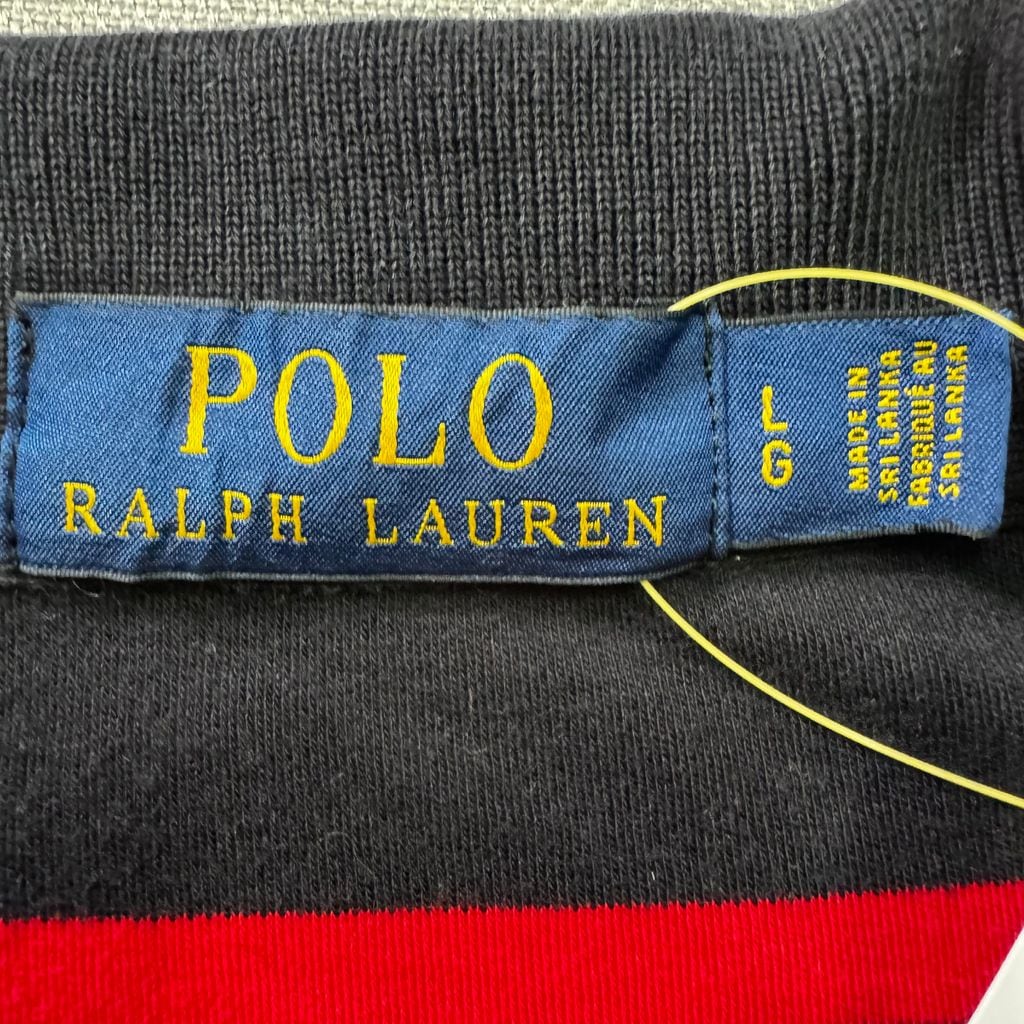 POLO
RALPH LAUREN
L
G
MADE IN
SRI LANKA
FABRIQUÉ AU
SRI LANKA